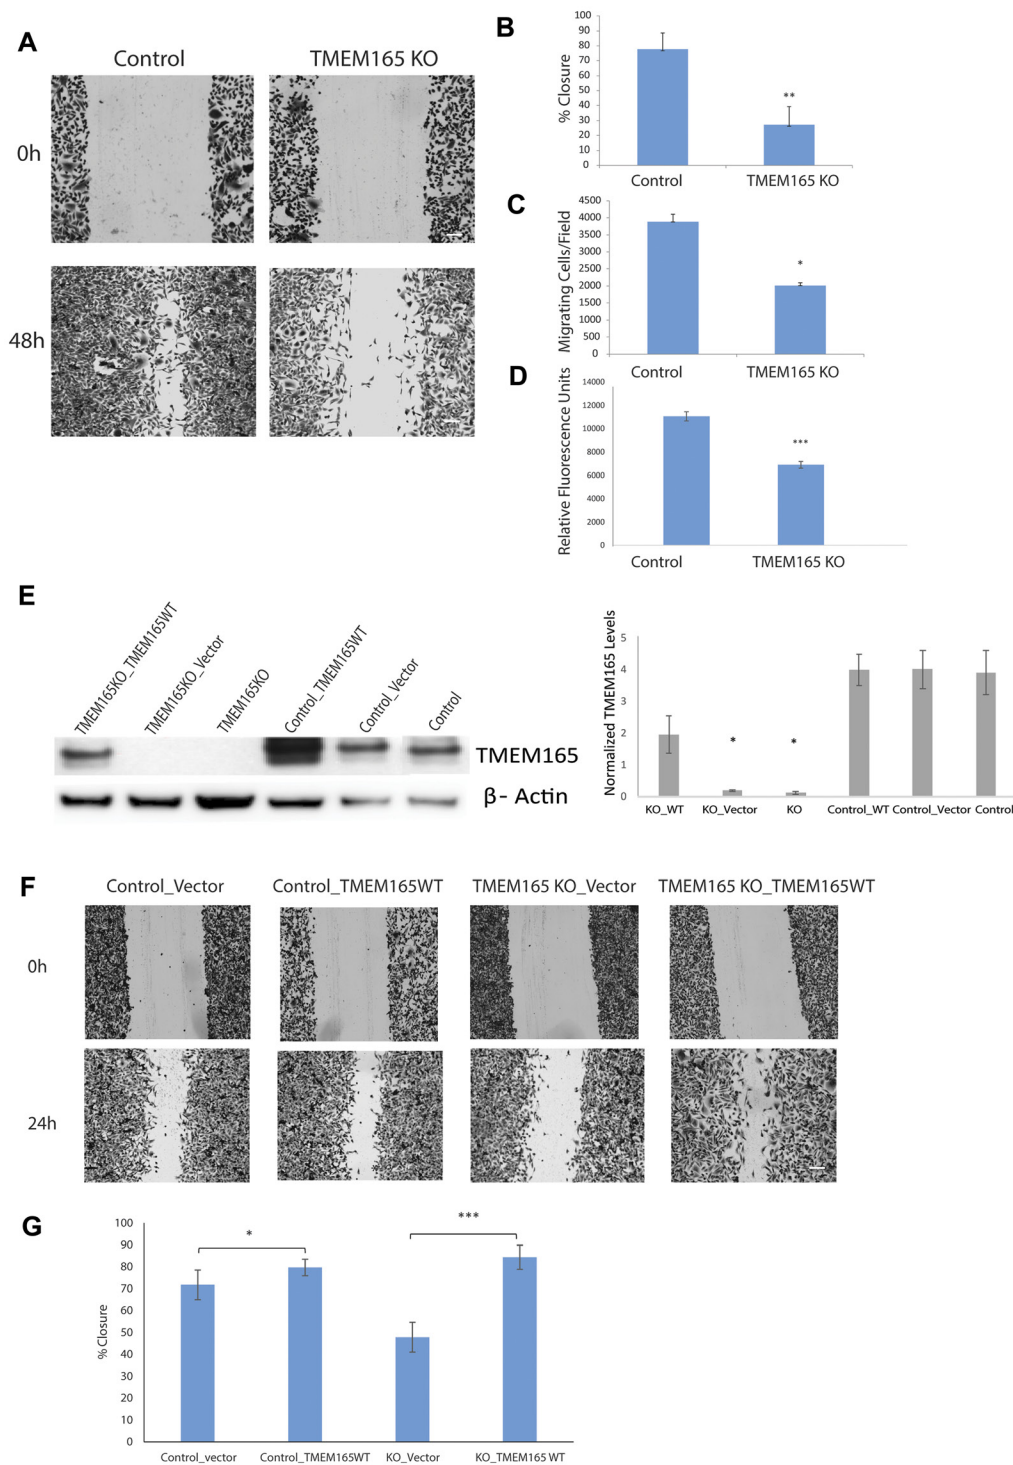 A
Control
TMEM165 KO
0h
48h
B
% Closure
100
90
80
70
60
50
40
30
20
10
0
**
Control
TMEM165 KO
C
Migrating Cells/Field
4500
4000
3500
3000
2500
2000
1500
1000
500
0
*
Control
TMEM165 KO
D
Relative Fluorescence Units
14000
12000
10000
8000
6000
4000
2000
0
***
Control
TMEM165 KO
E
TMEM165KO_TMEM165WT
TMEM165KO_Vector
TMEM165KO
Control_TMEM165WT
Control_Vector
Control
TMEM165
β- Actin
Normalized TMEM165 Levels
5
4
3
2
1
0
*
*
KO_WT
KO_Vector
KO
Control_WT
Control_Vector
Control
F
Control_Vector
Control_TMEM165WT
TMEM165 KO_Vector
TMEM165 KO_TMEM165WT
0h
24h
G
% Closure
100
90
80
70
60
50
40
30
20
10
0
*
***
Control_vector
Control_TMEM165WT
KO_Vector
KO_TMEM165 WT